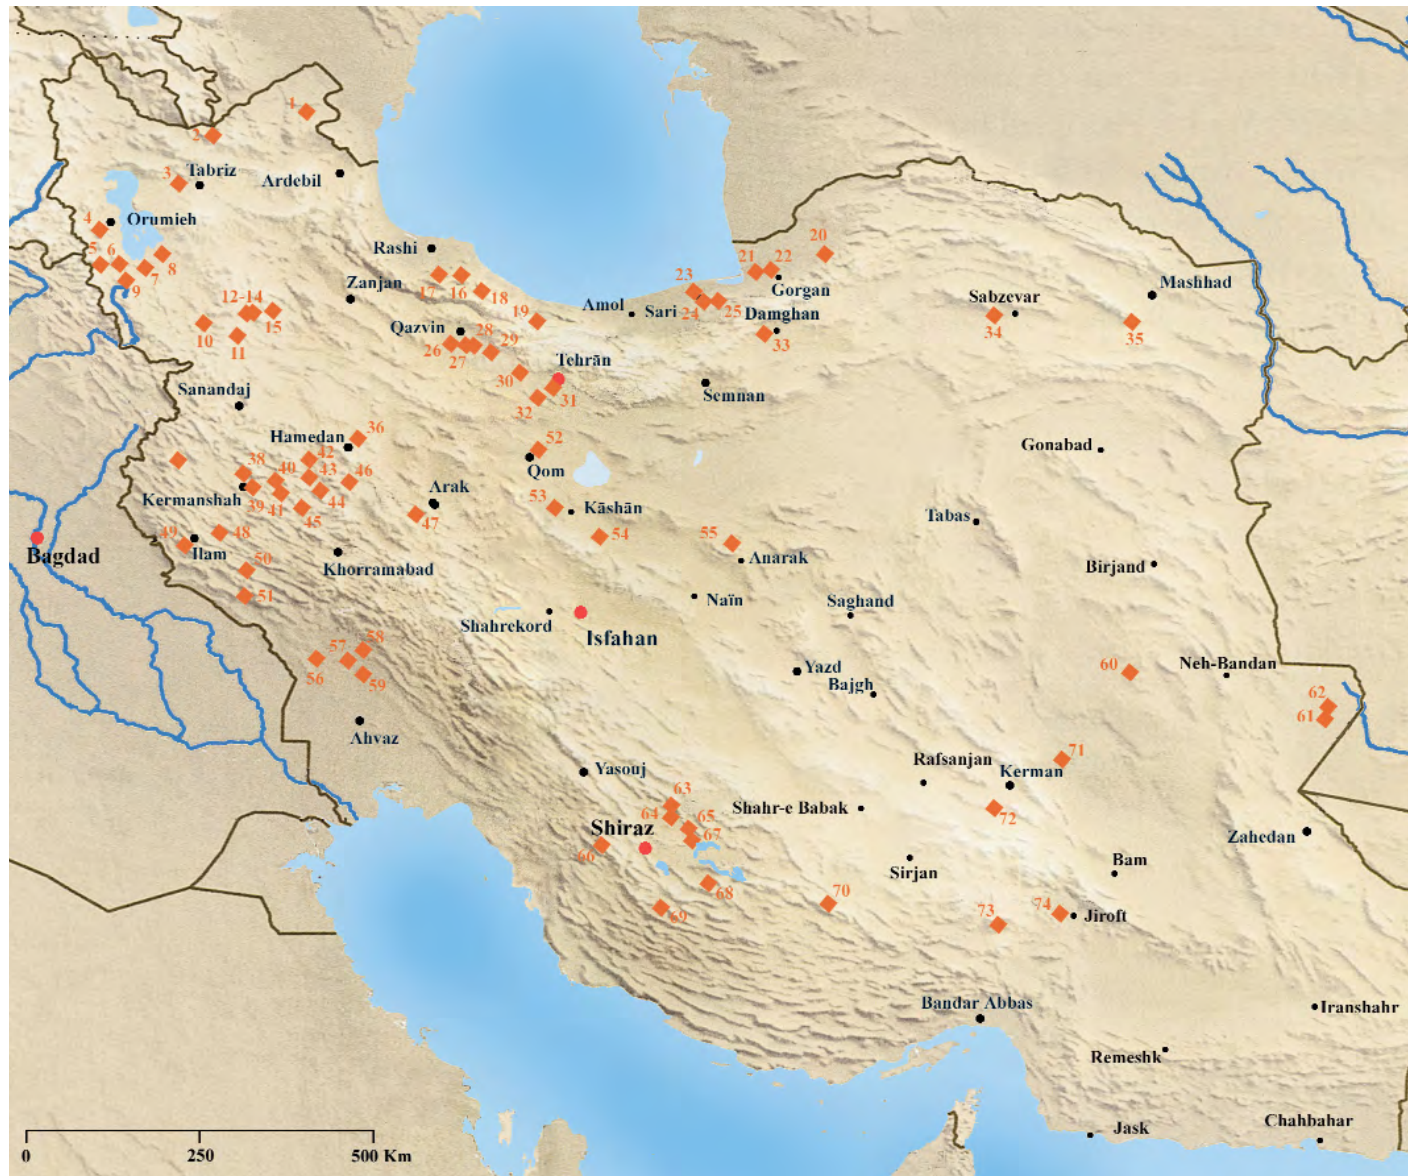 1
2
Tabriz
3
Ardebil
4
Orumieh
5
6
7
8
9
Rashi
Zanjan
17
16
18
19
20
21
22
Gorgan
23
24
25
Amol
Sari
Damghan
33
Sabzevar
34
Mashhad
35
12-14
15
10
11
Qazvin
26
27
28
29
30
Tehrān
31
32
Semnan
Sanandaj
Hamedan
36
42
38
40
43
46
Kermanshah
39
41
44
45
Arak
47
52
Qom
53
Kāshān
54
55
Anarak
Gonabad
Tabas
Birjand
49
48
Bagdad
Ilam
50
51
Khorramabad
Shahrekord
Isfahan
Naïn
Saghand
Yazd
Bajgh
60
Neh-Bandan
62
61
57
58
56
59
Ahvaz
Yasouj
63
64
65
Shiraz
66
67
68
69
70
Shahr-e Babak
Rafsanjan
Kerman
71
72
Sirjan
Bam
Zahedan
73
74
Jiroft
Bandar Abbas
Iranshahr
Remeshk
Jask
Chahbahar
0
250
500 Km